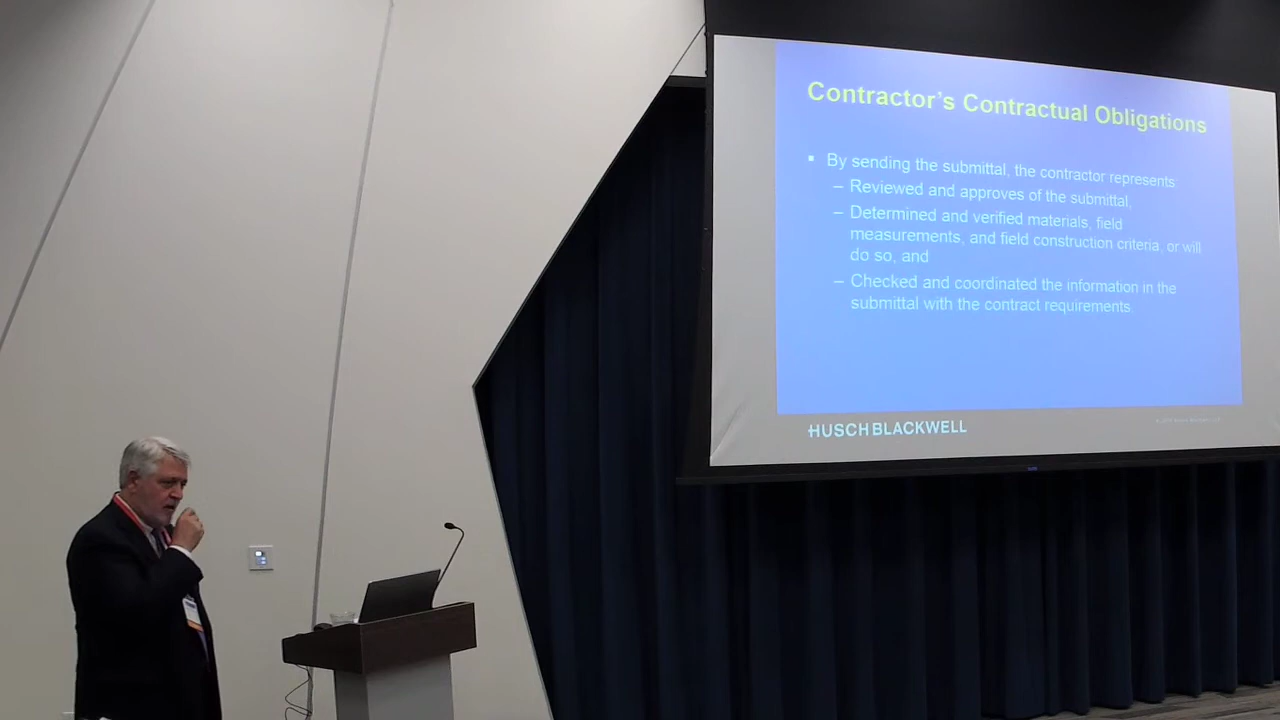 Contractor's Contractual Obligations
▪ By sending the submittal, the contractor represents:
– Reviewed and approves of the submittal,
– Determined and verified materials, field
measurements, and field construction criteria, or will
do so, and
– Checked and coordinated the information in the
submittal with the contract requirements.
HUSCHBLACKWELL